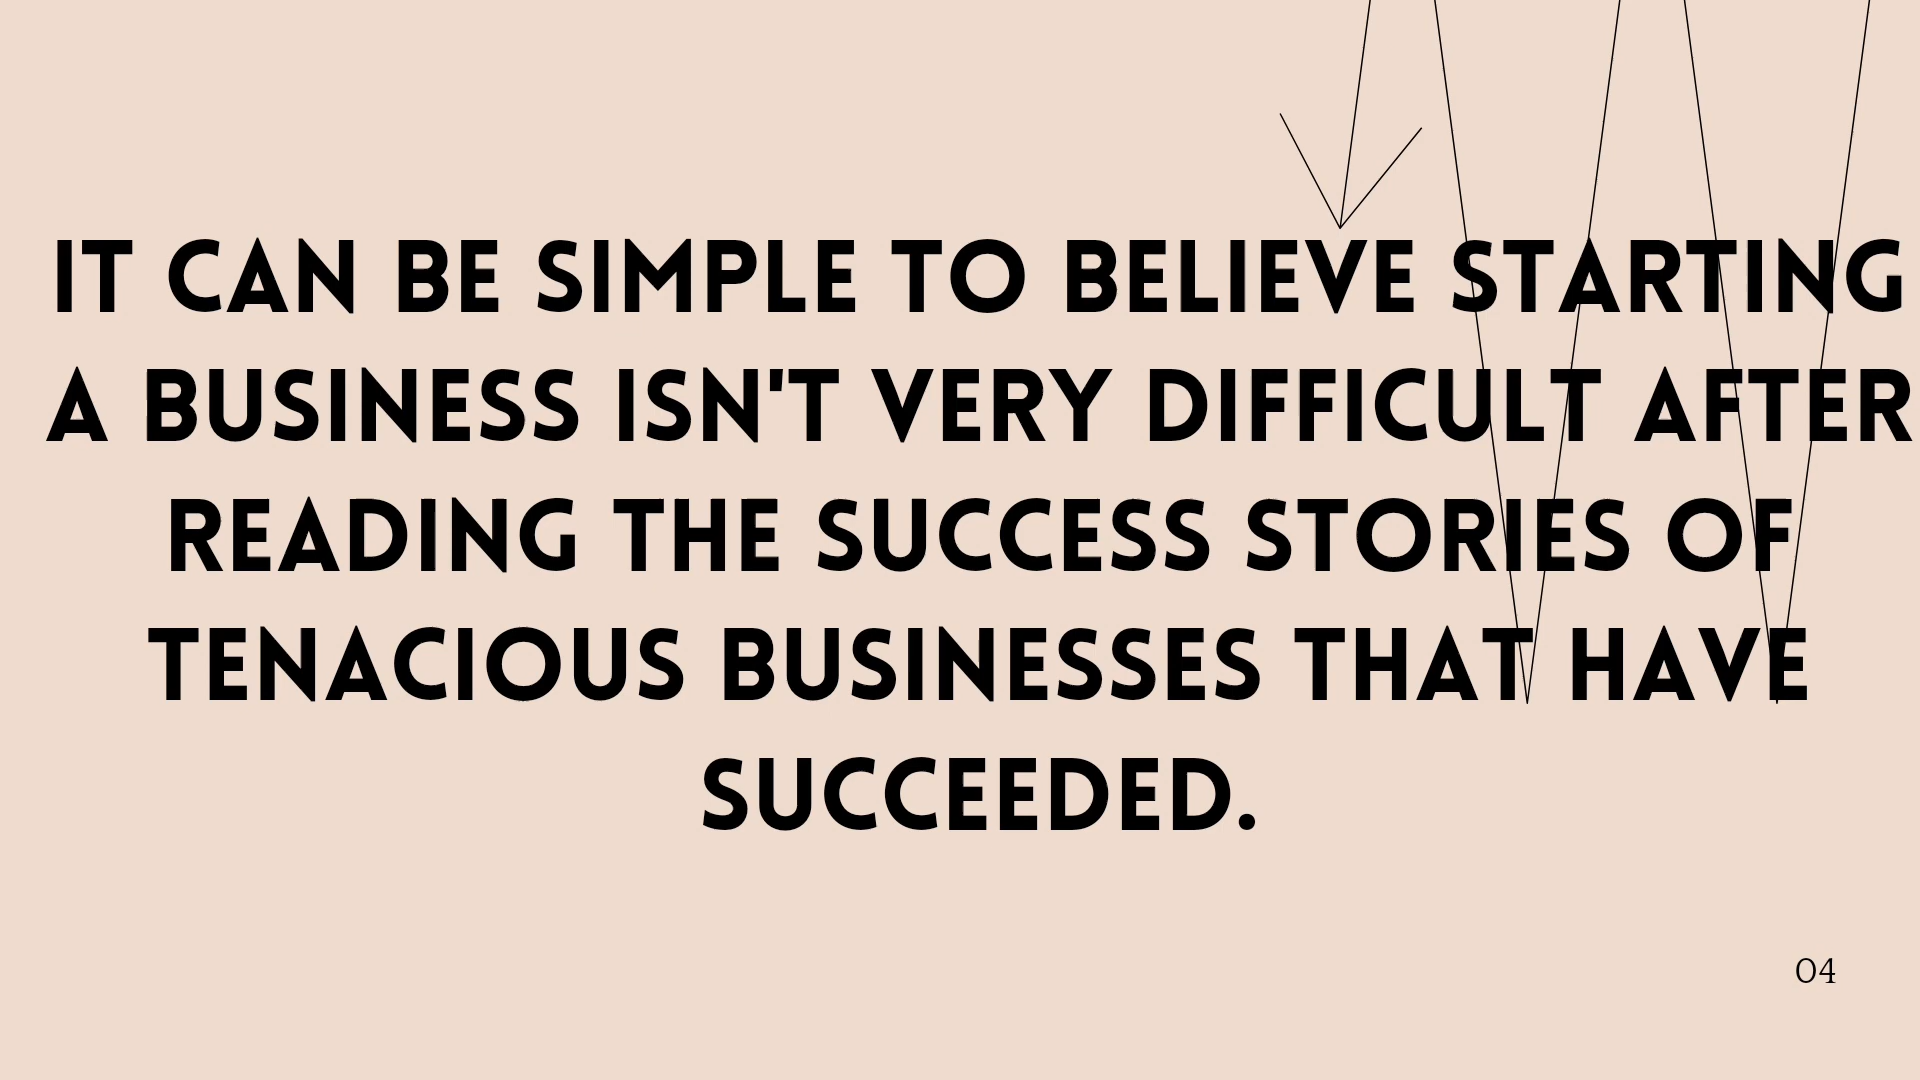 IT CAN BE SIMPLE TO BELIEVE STARTING
A BUSINESS ISN'T VERY DIFFICULT AFTER
READING THE SUCCESS STORIES OF
TENACIOUS BUSINESSES THAT HAVE
SUCCEEDED.
04